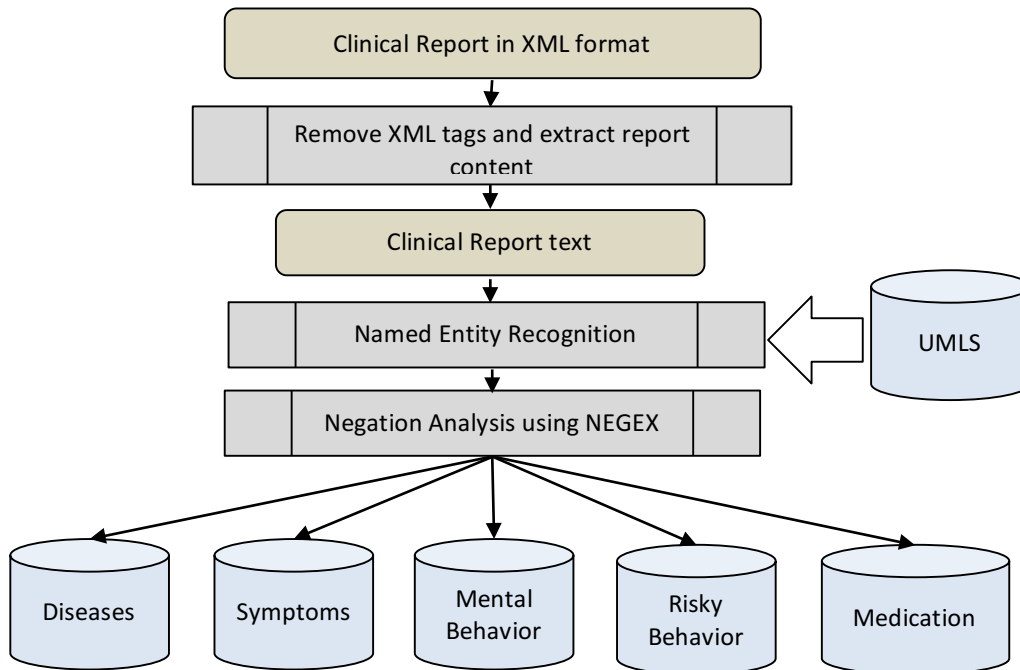 Clinical Report in XML format
Remove XML tags and extract report
content
Clinical Report text
Named Entity Recognition
UMLS
Negation Analysis using NEGEX
Diseases
Symptoms
Mental
Behavior
Risky
Behavior
Medication